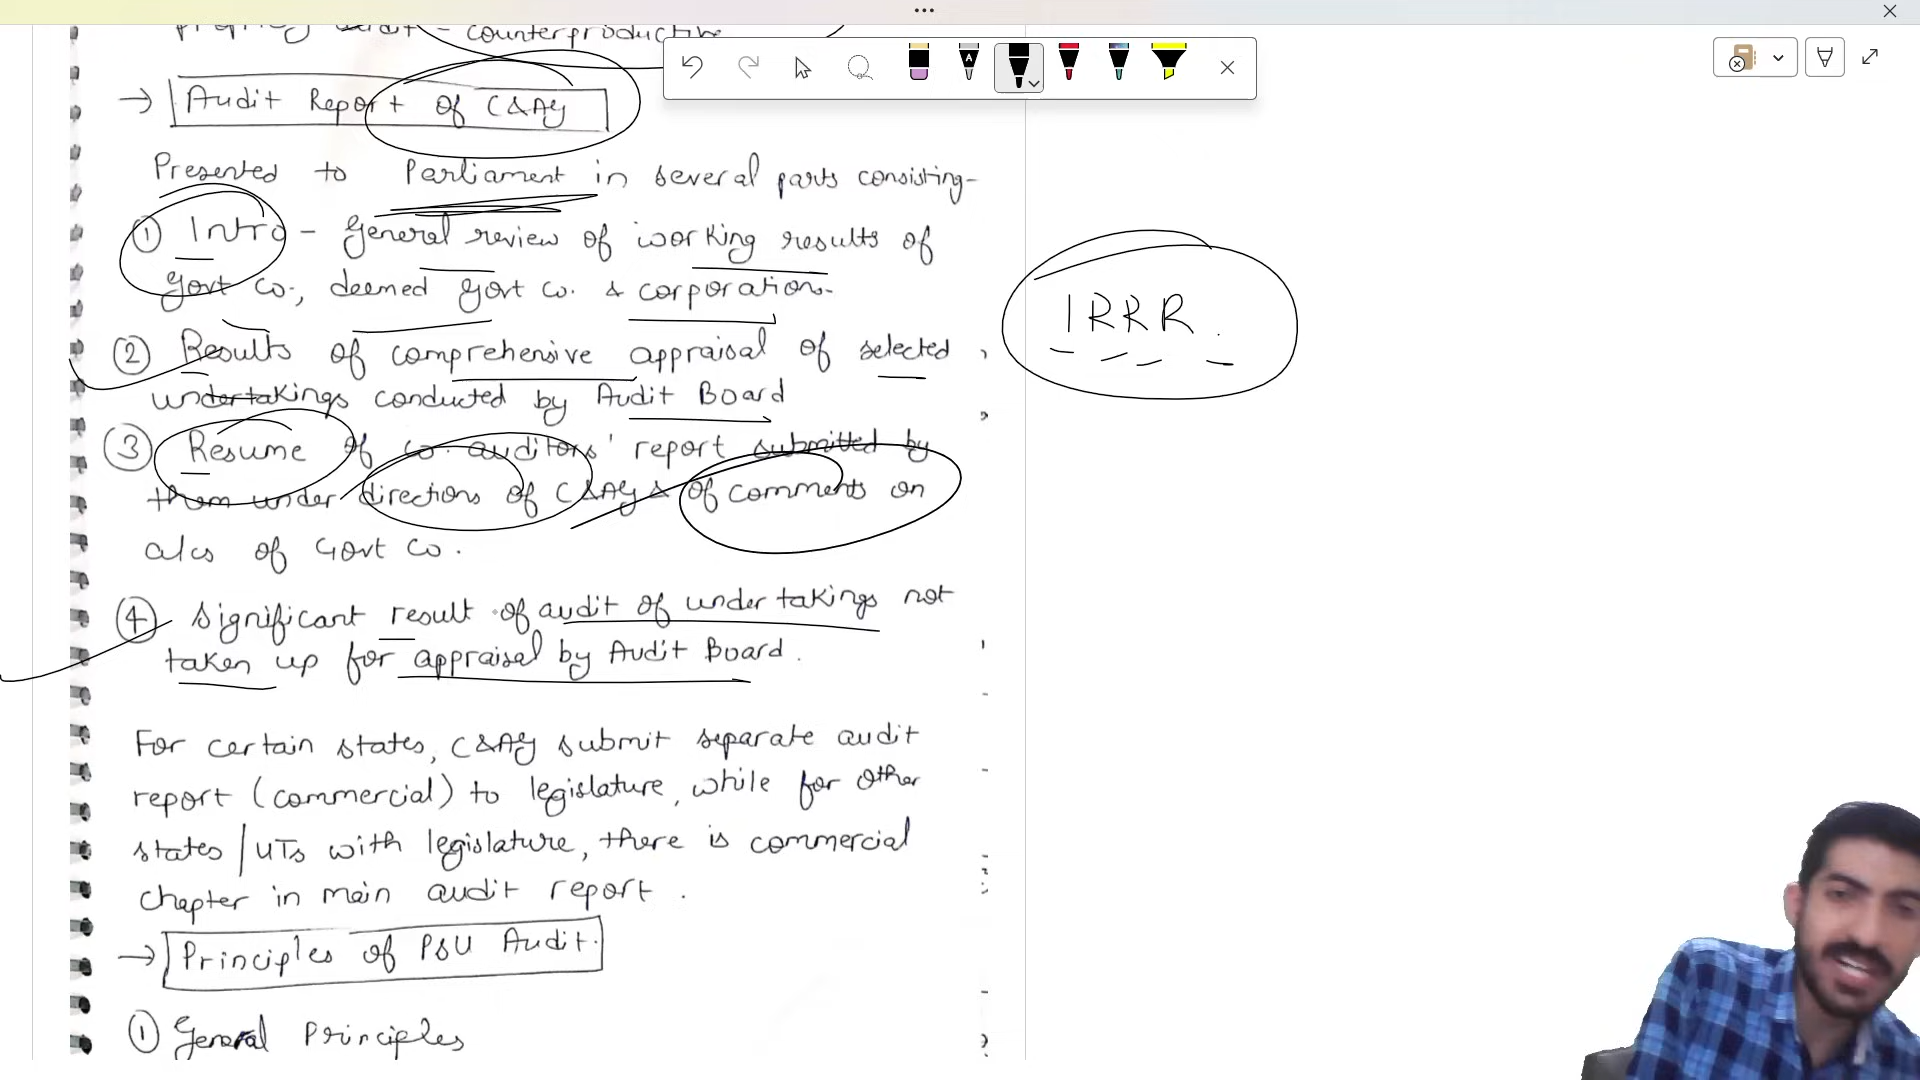 propriety audit - counterproductive
→ Audit Report of C&AG
Presented to Parliament in several parts consisting-
① Intro - General review of working results of
Govt co., deemed govt co. & corporations.
② Results of comprehensive appraisal of selected
undertakings conducted by Audit Board
③ Resume of co. auditors' report submitted by
them under directions of C&AG & of comments on
a/cs of Govt Co.
④ Significant result of audit of undertakings not
taken up for appraisal by Audit Board.
For certain states, C&AG submit separate audit
report (commercial) to legislature, while for other
states/UTs with legislature, there is commercial
chapter in main audit report.
→ Principles of PSU Audit.
① General Principles
IRRR.
A